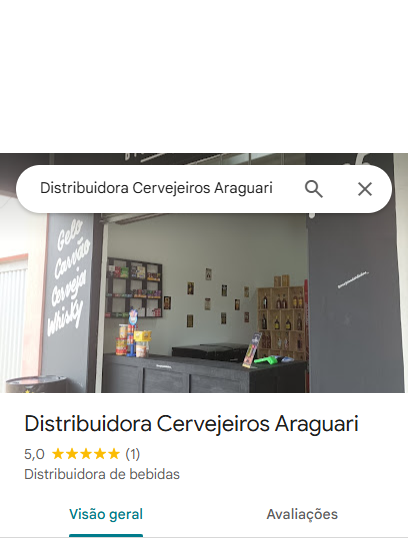 Distribuidora Cervejeiros Araguari
Gelo
Carvão
Cerveja
Whisky
Distribuidora Cervejeiros Araguari
5,0 ★★★★★ (1)
Distribuidora de bebidas
Visão geral
Avaliações